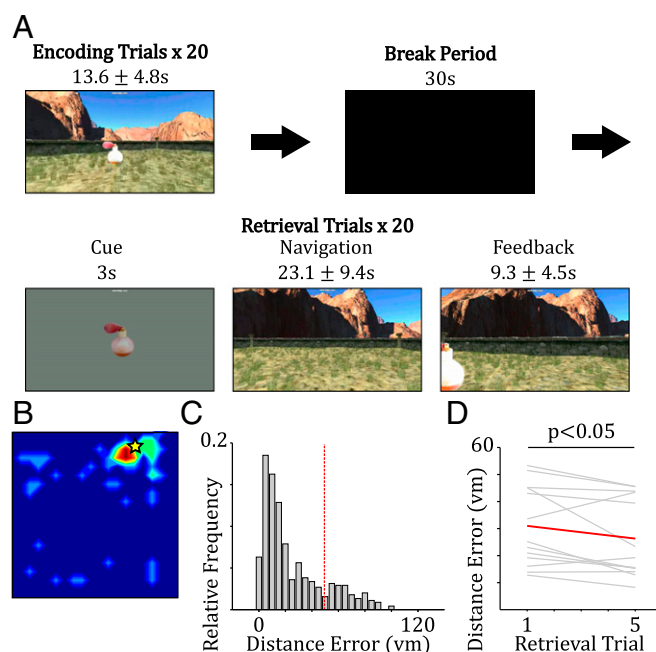 A
Encoding Trials x 20
13.6 ± 4.8s
Break Period
30s
Retrieval Trials x 20
Cue
3s
Navigation
23.1 ± 9.4s
Feedback
9.3 ± 4.5s
B
C
0.2
Relative Frequency
0
120
Distance Error (vm)
D
p<0.05
60
Distance Error (vm)
1
5
Retrieval Trial